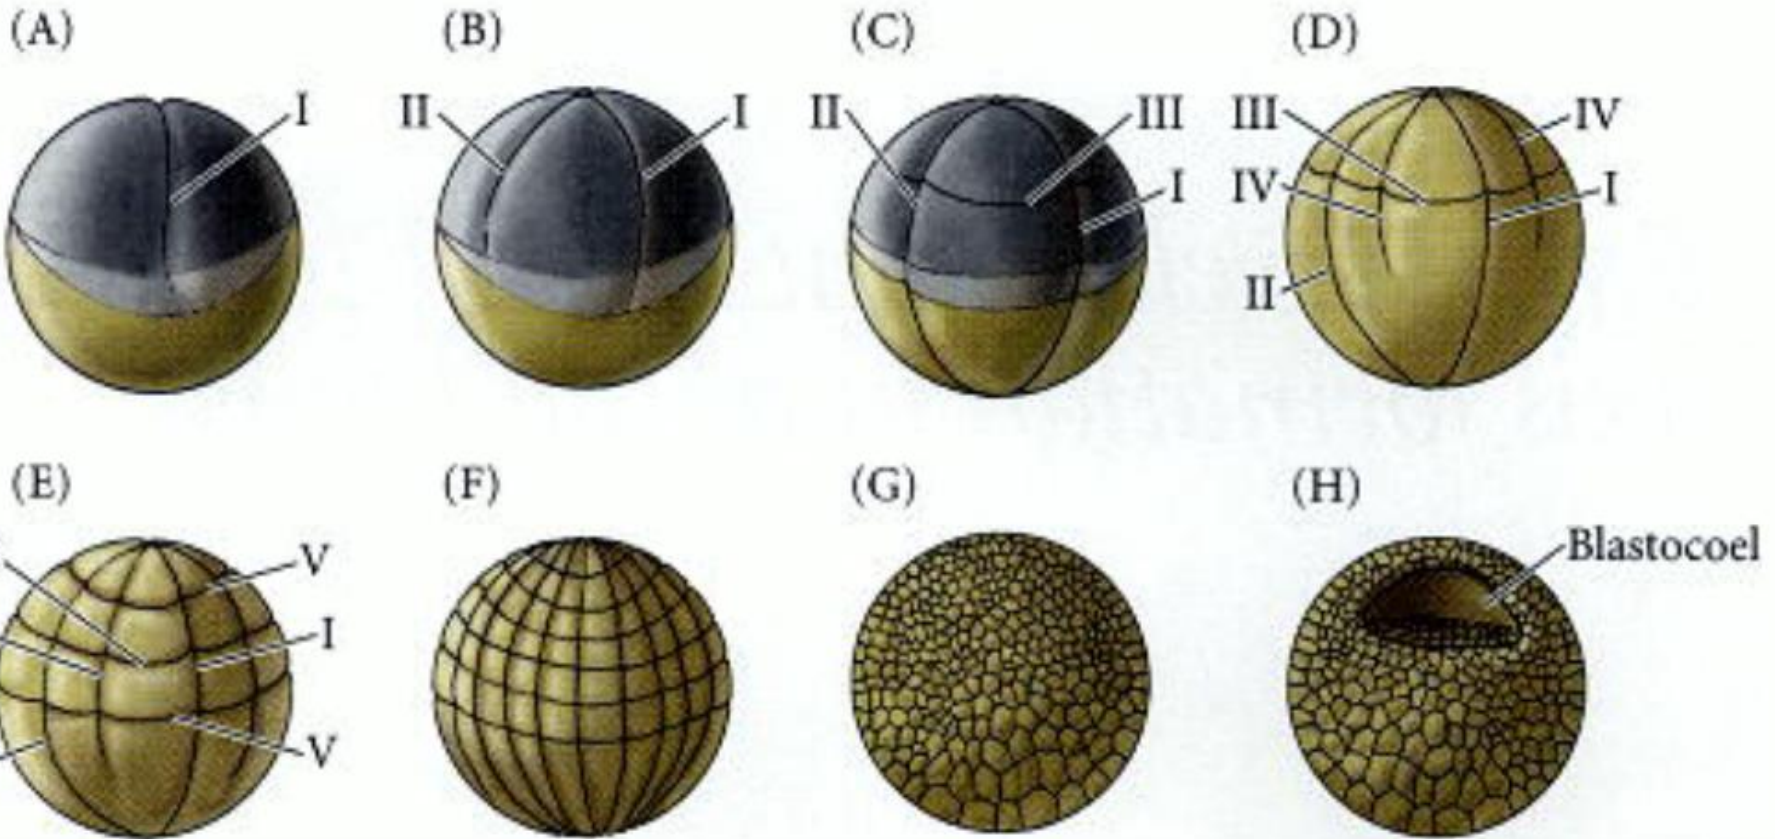 (A) (B) (C) (D)
I II I II III I III IV IV I II
(E) (F) (G) (H)
V I V Blastocoel